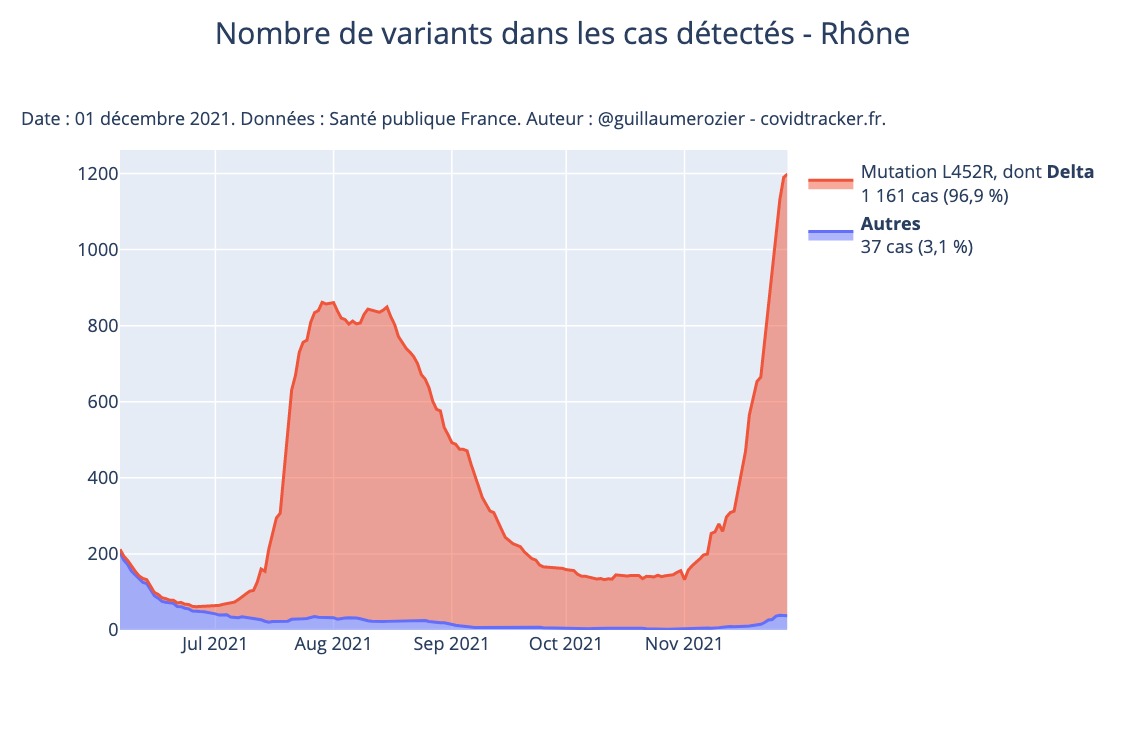 Nombre de variants dans les cas détectés - Rhône
Date : 01 décembre 2021. Données : Santé publique France. Auteur : @guillaumerozier - covidtracker.fr.
Mutation L452R, dont Delta
1 161 cas (96,9 %)
Autres
37 cas (3,1 %)
1200
1000
800
600
400
200
0
Jul 2021 Aug 2021 Sep 2021 Oct 2021 Nov 2021